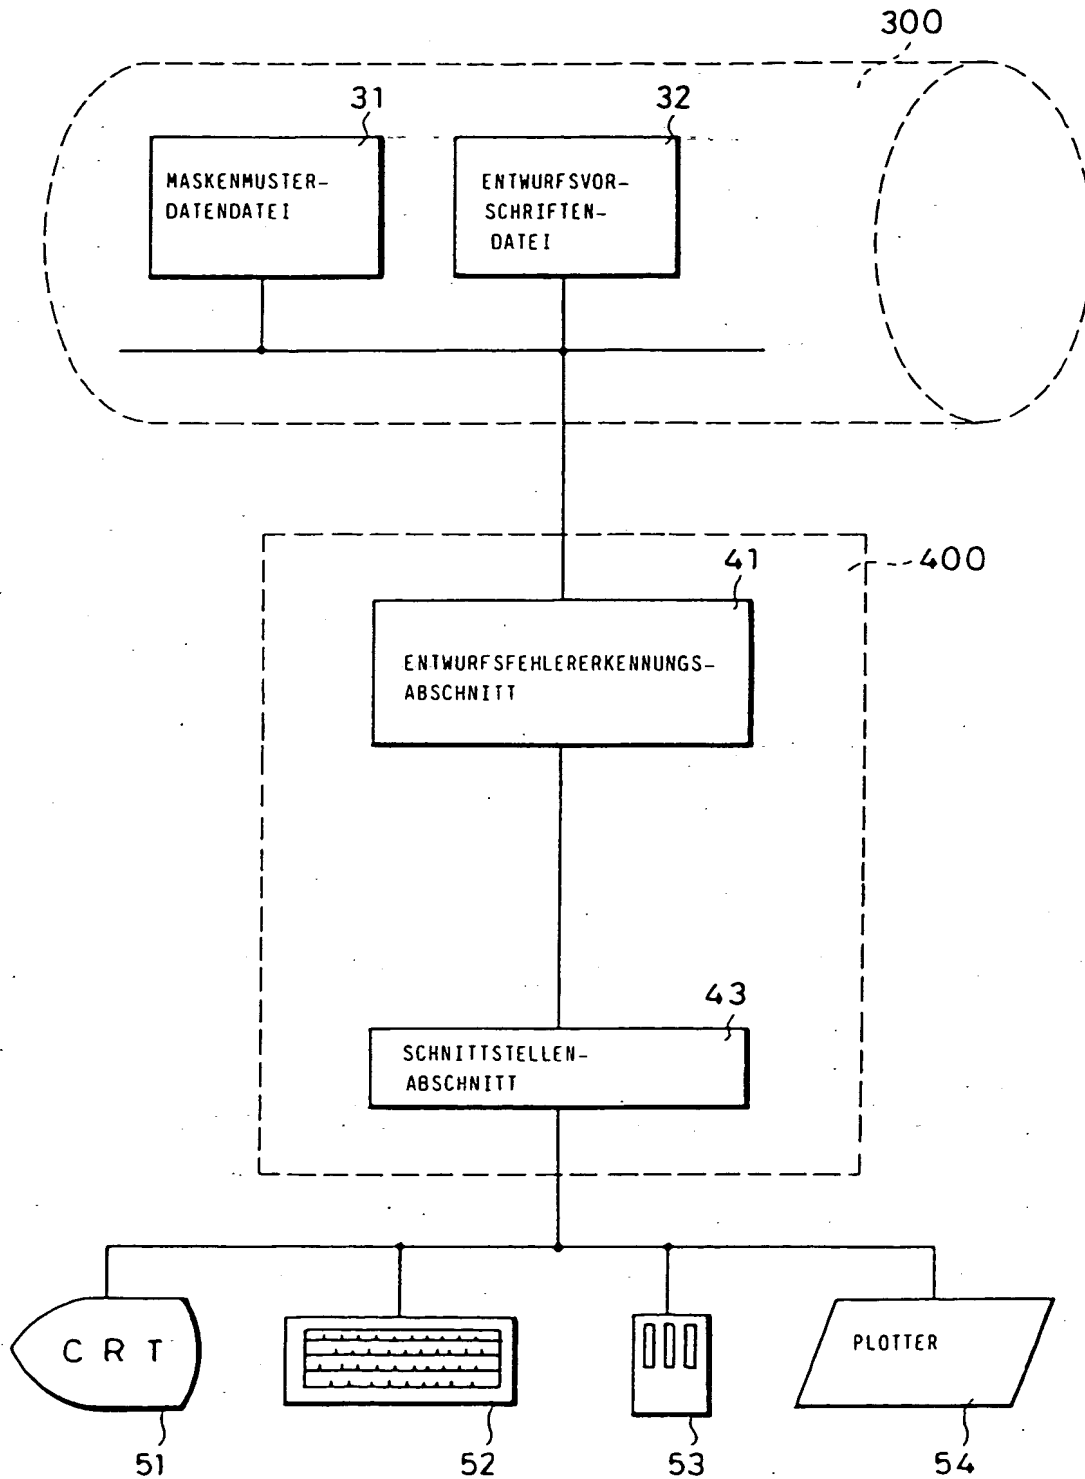 300
31
32
MASKENMUSTER-
DATENDATEI
ENTWURFSVOR-
SCHRIFTEN-
DATEI
41
400
ENTWURFSFEHLERERKENNUNGS-
ABSCHNITT
43
SCHNITTSTELLEN-
ABSCHNITT
CRT
PLOTTER
51
52
53
54